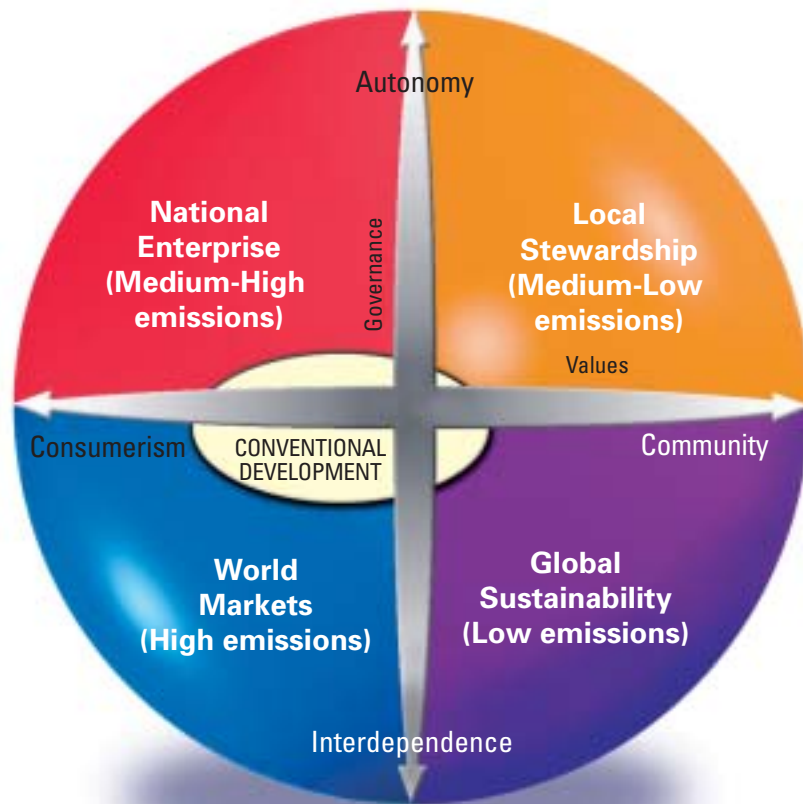 Autonomy
National
Enterprise
(Medium-High
emissions)
Governance
Local
Stewardship
(Medium-Low
emissions)
Values
Consumerism
CONVENTIONAL
DEVELOPMENT
Community
World
Markets
(High emissions)
Global
Sustainability
(Low emissions)
Interdependence